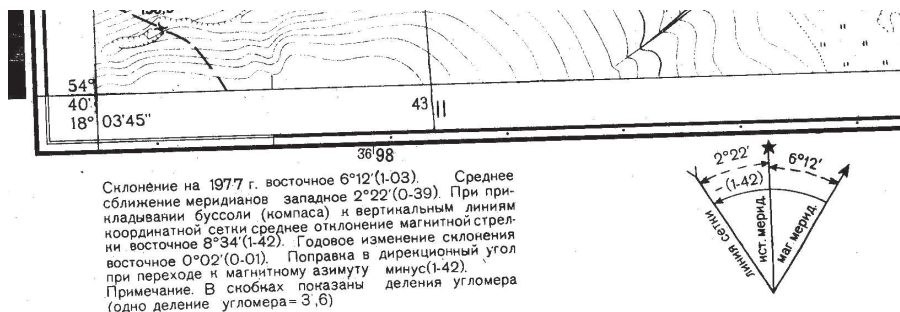 54°
40'
18° 03'45"
43
36 98
Склонение на 1977 г. восточное 6°12'(1-03). Среднее
сближение меридианов западное 2°22'(0-39). При при-
кладывании буссоли (компаса) к вертикальным линиям
координатной сетки среднее отклонение магнитной стрел-
ки восточное 8°34'(1-42). Годовое изменение склонения
восточное 0°02'(0-01). Поправка в дирекционный угол
при переходе к магнитному азимуту минус(1-42).
Примечание. В скобках показаны деления угломера
(одно деление угломера= 3',6)
2°22' 6°12'
-(1-42)
линия сетки
ист. мерид.
маг мерид.